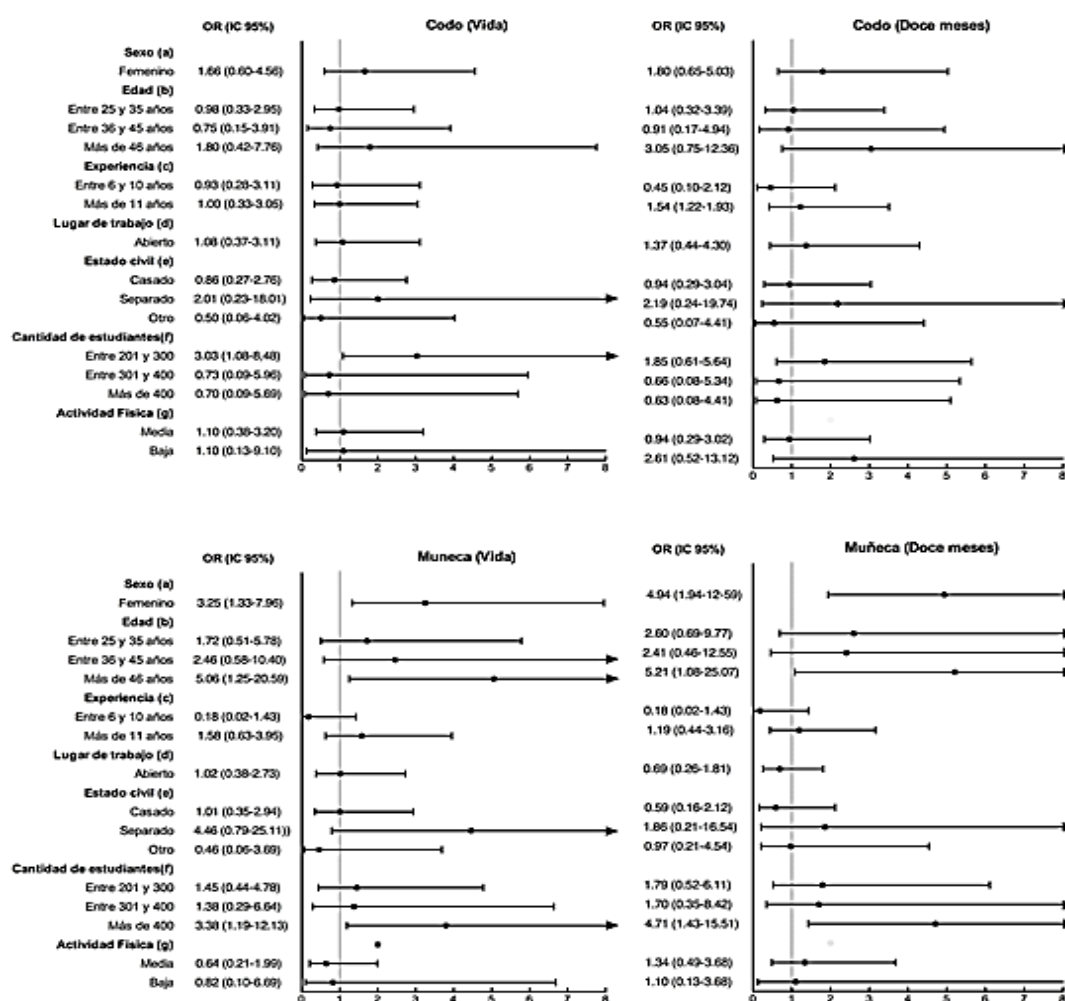 OR (IC 95%) Codo (Vida) OR (IC 95%) Codo (Doce meses)
Sexo (a)
Femenino 1.66 (0.60-4.56) 1.80 (0.65-5.03)
Edad (b)
Entre 25 y 35 años 0.98 (0.33-2.95) 1.04 (0.32-3.39)
Entre 36 y 45 años 0.75 (0.15-3.91) 0.91 (0.17-4.94)
Más de 46 años 1.80 (0.42-7.76) 3.05 (0.75-12.36)
Experiencia (c)
Entre 6 y 10 años 0.93 (0.28-3.11) 0.45 (0.10-2.12)
Más de 11 años 1.00 (0.33-3.05) 1.54 (1.22-1.93)
Lugar de trabajo (d)
Abierto 1.08 (0.37-3.11) 1.37 (0.44-4.30)
Estado civil (e)
Casado 0.86 (0.27-2.76) 0.94 (0.29-3.04)
Separado 2.01 (0.23-18.01) 2.19 (0.24-19.74)
Otro 0.50 (0.06-4.02) 0.55 (0.07-4.41)
Cantidad de estudiantes(f)
Entre 201 y 300 3.03 (1.08-8.48) 1.85 (0.61-5.64)
Entre 301 y 400 0.73 (0.09-5.96) 0.66 (0.08-5.34)
Más de 400 0.70 (0.09-5.69) 0.63 (0.08-4.41)
Actividad Física (g)
Media 1.10 (0.38-3.20) 0.94 (0.29-3.02)
Baja 1.10 (0.13-9.10) 2.61 (0.52-13.12)
0 1 2 3 4 5 6 7 8 0 1 2 3 4 5 6 7 8
OR (IC 95%) Muneca (Vida) OR (IC 95%) Muñeca (Doce meses)
Sexo (a)
Femenino 3.25 (1.33-7.96) 4.94 (1.94-12-59)
Edad (b)
Entre 25 y 35 años 1.72 (0.51-5.78) 2.60 (0.69-9.77)
Entre 36 y 45 años 2.46 (0.58-10.40) 2.41 (0.46-12.55)
Más de 46 años 5.06 (1.25-20.59) 5.21 (1.08-25.07)
Experiencia (c)
Entre 6 y 10 años 0.18 (0.02-1.43) 0.18 (0.02-1.43)
Más de 11 años 1.58 (0.63-3.95) 1.19 (0.44-3.16)
Lugar de trabajo (d)
Abierto 1.02 (0.38-2.73) 0.69 (0.26-1.81)
Estado civil (e)
Casado 1.01 (0.35-2.94) 0.59 (0.16-2.12)
Separado 4.46 (0.79-25.11)) 1.86 (0.21-16.54)
Otro 0.46 (0.06-3.69) 0.97 (0.21-4.54)
Cantidad de estudiantes(f)
Entre 201 y 300 1.45 (0.44-4.78) 1.79 (0.52-6.11)
Entre 301 y 400 1.38 (0.29-6.64) 1.70 (0.35-8.42)
Más de 400 3.38 (1.19-12.13) 4.71 (1.43-15.51)
Actividad Física (g)
Media 0.64 (0.21-1.99) 1.34 (0.49-3.68)
Baja 0.82 (0.10-6.69) 1.10 (0.13-3.68)
0 1 2 3 4 5 6 7 8 0 1 2 3 4 5 6 7 8